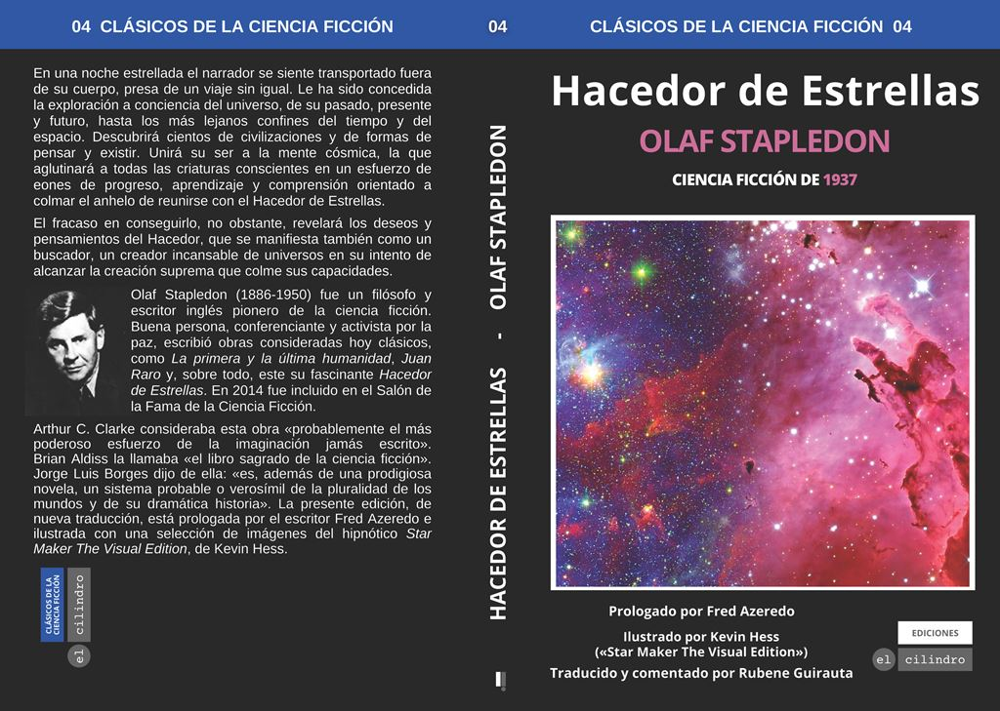 04 CLÁSICOS DE LA CIENCIA FICCIÓN
En una noche estrellada el narrador se siente transportado fuera
de su cuerpo, presa de un viaje sin igual. Le ha sido concedida
la exploración a conciencia del universo, de su pasado, presente
y futuro, hasta los más lejanos confines del tiempo y del
espacio. Descubrirá cientos de civilizaciones y de formas de
pensar y existir. Unirá su ser a la mente cósmica, la que
aglutinará a todas las criaturas conscientes en un esfuerzo de
eones de progreso, aprendizaje y comprensión orientado a
colmar el anhelo de reunirse con el Hacedor de Estrellas.
El fracaso en conseguirlo, no obstante, revelará los deseos y
pensamientos del Hacedor, que se manifiesta también como un
buscador, un creador incansable de universos en su intento de
alcanzar la creación suprema que colme sus capacidades.
Olaf Stapledon (1886-1950) fue un filósofo y
escritor inglés pionero de la ciencia ficción.
Buena persona, conferenciante y activista por la
paz, escribió obras consideradas hoy clásicos,
como La primera y la última humanidad, Juan
Raro y, sobre todo, este su fascinante Hacedor
de Estrellas. En 2014 fue incluido en el Salón de
la Fama de la Ciencia Ficción.
Arthur C. Clarke consideraba esta obra «probablemente el más
poderoso esfuerzo de la imaginación jamás escrito».
Brian Aldiss la llamaba «el libro sagrado de la ciencia ficción».
Jorge Luis Borges dijo de ella: «es, además de una prodigiosa
novela, un sistema probable o verosímil de la pluralidad de los
mundos y de su dramática historia». La presente edición, de
nueva traducción, está prologada por el escritor Fred Azeredo e
ilustrada con una selección de imágenes del hipnótico Star
Maker The Visual Edition, de Kevin Hess.
CLÁSICOS DE LA
CIENCIA FICCIÓN
el cilindro
04
HACEDOR DE ESTRELLAS - OLAF STAPLEDON
CLÁSICOS DE LA CIENCIA FICCIÓN 04
Hacedor de Estrellas
OLAF STAPLEDON
CIENCIA FICCIÓN DE 1937
Prologado por Fred Azeredo
Ilustrado por Kevin Hess
(«Star Maker The Visual Edition»)
Traducido y comentado por Rubene Guirauta
EDICIONES
el cilindro